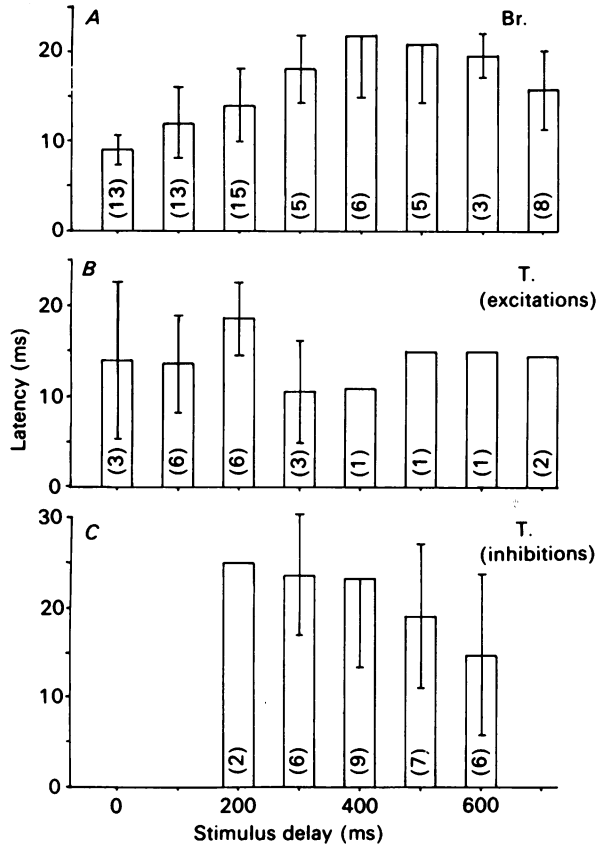 A
Br.
20
10
0
(13)
(13)
(15)
(5)
(6)
(5)
(3)
(8)
B
T.
(excitations)
20
10
0
(3)
(6)
(6)
(3)
(1)
(1)
(1)
(2)
Latency (ms)
C
T.
(inhibitions)
30
20
10
0
(2)
(6)
(9)
(7)
(6)
0 200 400 600
Stimulus delay (ms)